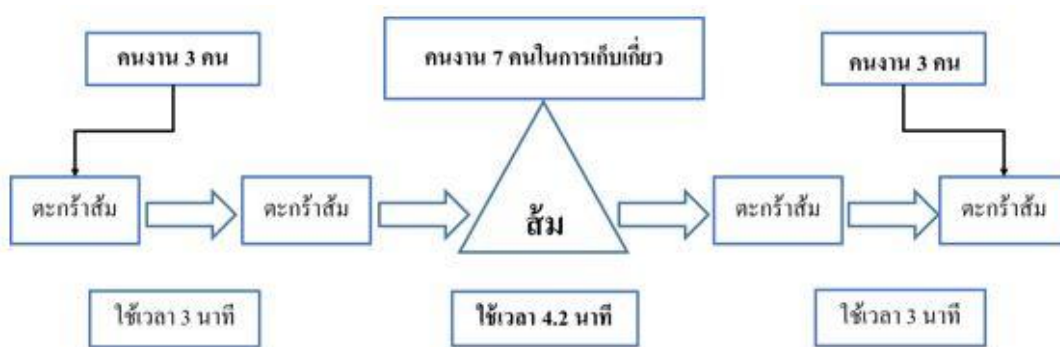 คนงาน 3 คน
คนงาน 7 คนในการเก็บเกี่ยว
คนงาน 3 คน
ตะกร้าส้ม
ตะกร้าส้ม
ส้ม
ตะกร้าส้ม
ตะกร้าส้ม
ใช้เวลา 3 นาที
ใช้เวลา 4.2 นาที
ใช้เวลา 3 นาที